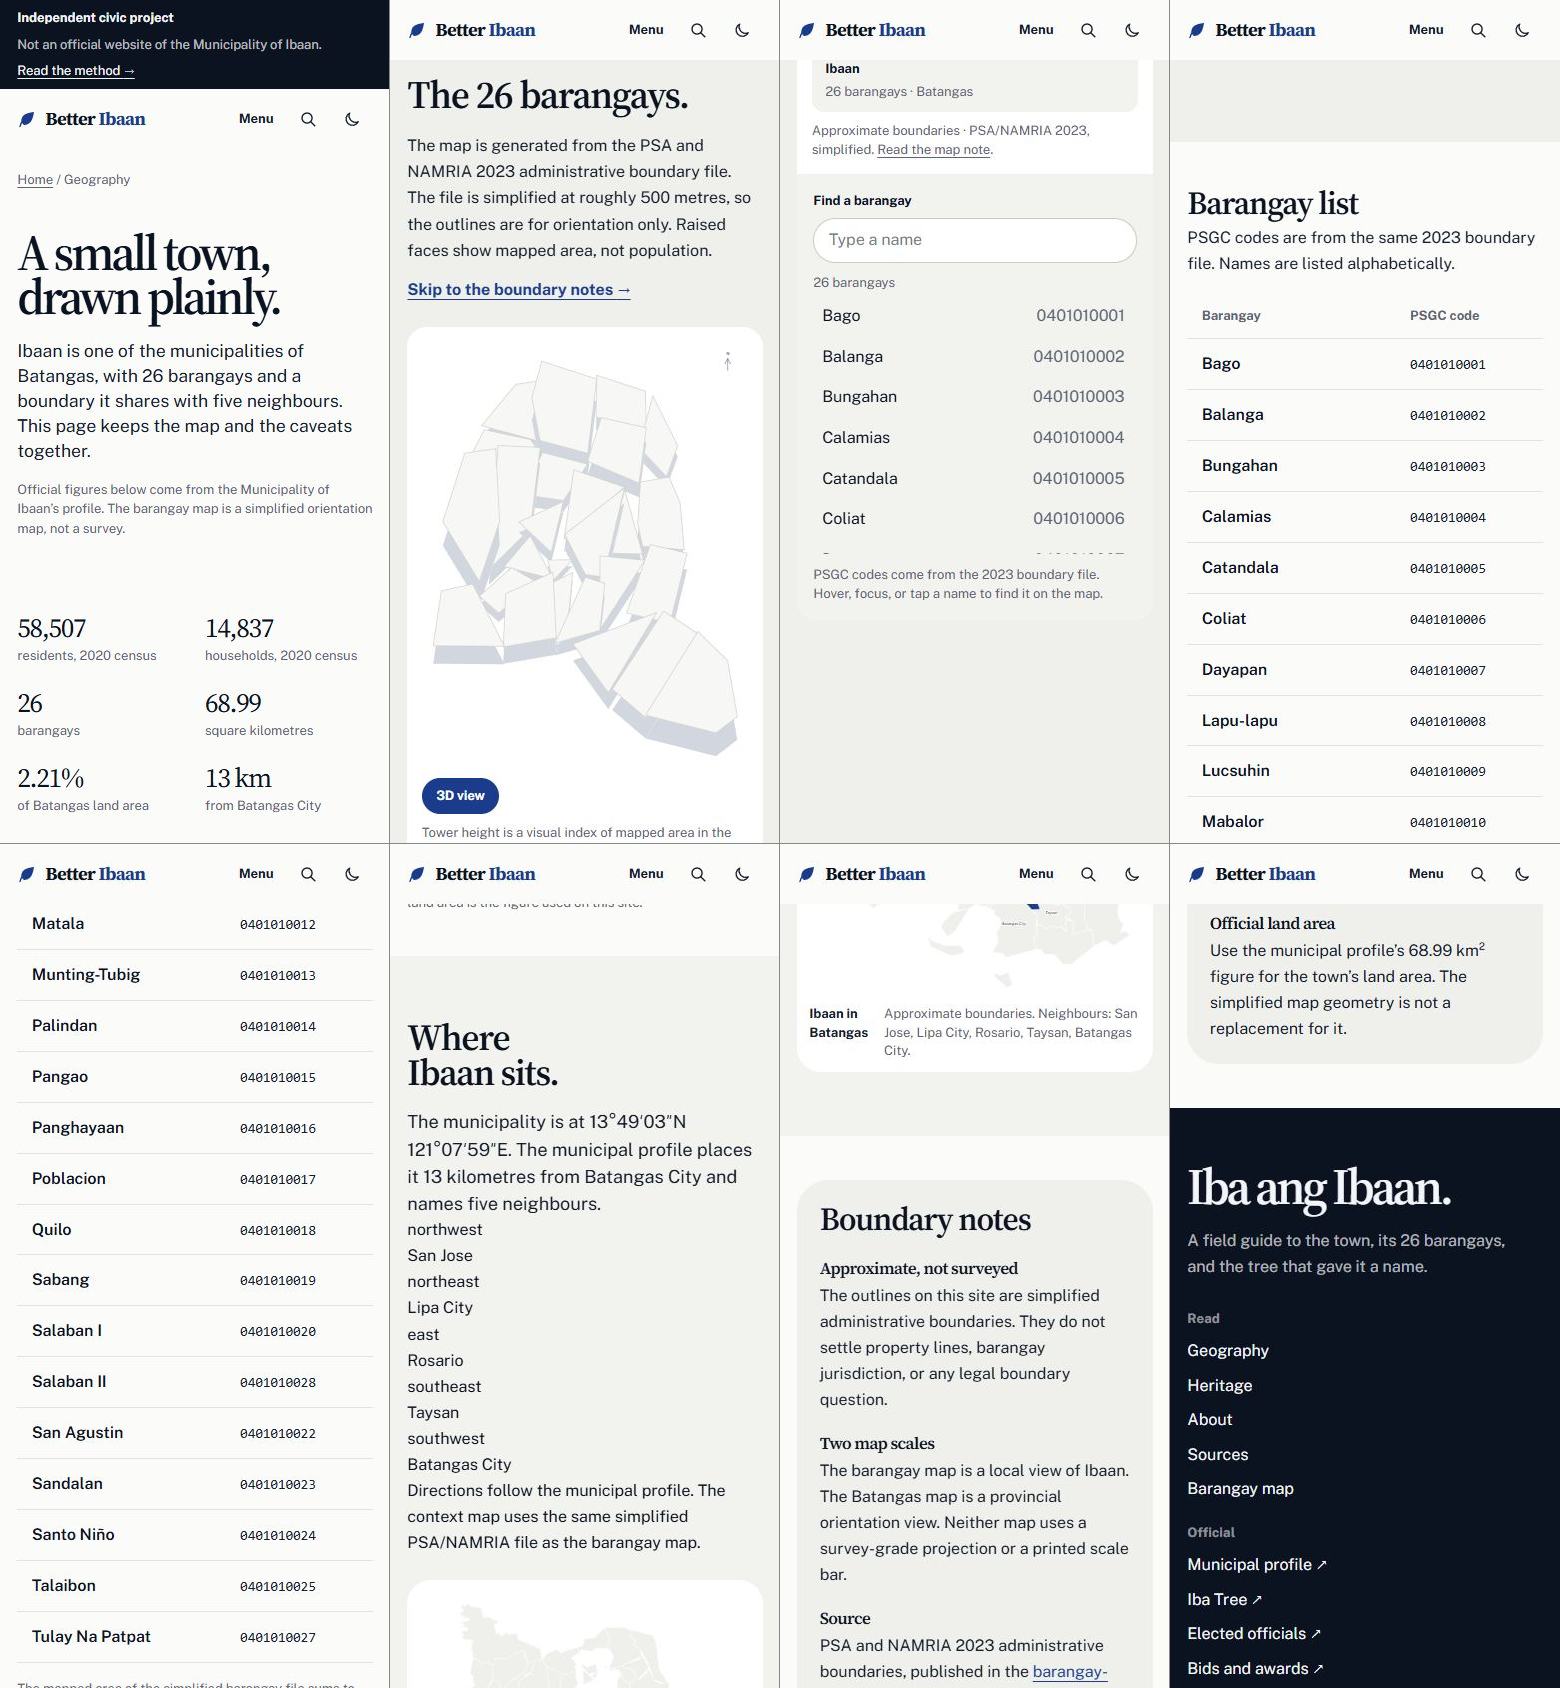 Independent civic project
Not an official website of the Municipality of Ibaan.
Read the method →
Better Ibaan
Menu
Home / Geography
A small town,
drawn plainly.
Ibaan is one of the municipalities of
Batangas, with 26 barangays and a
boundary it shares with five neighbours.
This page keeps the map and the caveats
together.
Official figures below come from the Municipality of
Ibaan's profile. The barangay map is a simplified orientation
map, not a survey.
58,507
residents, 2020 census
14,837
households, 2020 census
26
barangays
68.99
square kilometres
2.21%
of Batangas land area
13 km
from Batangas City
Better Ibaan
Menu
The 26 barangays.
The map is generated from the PSA and
NAMRIA 2023 administrative boundary file.
The file is simplified at roughly 500 metres, so
the outlines are for orientation only. Raised
faces show mapped area, not population.
Skip to the boundary notes →
3D view
Tower height is a visual index of mapped area in the
Better Ibaan
Menu
Ibaan
26 barangays · Batangas
Approximate boundaries · PSA/NAMRIA 2023,
simplified. Read the map note.
Find a barangay
Type a name
26 barangays
Bago 0401010001
Balanga 0401010002
Bungahan 0401010003
Calamias 0401010004
Catandala 0401010005
Coliat 0401010006
PSGC codes come from the 2023 boundary file.
Hover, focus, or tap a name to find it on the map.
Better Ibaan
Menu
Barangay list
PSGC codes are from the same 2023 boundary
file. Names are listed alphabetically.
Barangay PSGC code
Bago 0401010001
Balanga 0401010002
Bungahan 0401010003
Calamias 0401010004
Catandala 0401010005
Coliat 0401010006
Dayapan 0401010007
Lapu-lapu 0401010008
Lucsuhin 0401010009
Mabalor 0401010010
Better Ibaan
Menu
Matala 0401010012
Munting-Tubig 0401010013
Palindan 0401010014
Pangao 0401010015
Panghayaan 0401010016
Poblacion 0401010017
Quilo 0401010018
Sabang 0401010019
Salaban I 0401010020
Salaban II 0401010028
San Agustin 0401010022
Sandalan 0401010023
Santo Niño 0401010024
Talaibon 0401010025
Tulay Na Patpat 0401010027
Better Ibaan
Menu
land area is the figure used on this site.
Where
Ibaan sits.
The municipality is at 13°49′03″N
121°07′59″E. The municipal profile places
it 13 kilometres from Batangas City and
names five neighbours.
northwest
San Jose
northeast
Lipa City
east
Rosario
southeast
Taysan
southwest
Batangas City
Directions follow the municipal profile. The
context map uses the same simplified
PSA/NAMRIA file as the barangay map.
Better Ibaan
Menu
Taysan
Batangas City
Ibaan in
Batangas
Approximate boundaries. Neighbours: San
Jose, Lipa City, Rosario, Taysan, Batangas
City.
Boundary notes
Approximate, not surveyed
The outlines on this site are simplified
administrative boundaries. They do not
settle property lines, barangay
jurisdiction, or any legal boundary
question.
Two map scales
The barangay map is a local view of Ibaan.
The Batangas map is a provincial
orientation view. Neither map uses a
survey-grade projection or a printed scale
bar.
Source
PSA and NAMRIA 2023 administrative
boundaries, published in the barangay-
Better Ibaan
Menu
Official land area
Use the municipal profile's 68.99 km²
figure for the town's land area. The
simplified map geometry is not a
replacement for it.
Iba ang Ibaan.
A field guide to the town, its 26 barangays,
and the tree that gave it a name.
Read
Geography
Heritage
About
Sources
Barangay map
Official
Municipal profile ↗
Iba Tree ↗
Elected officials ↗
Bids and awards ↗